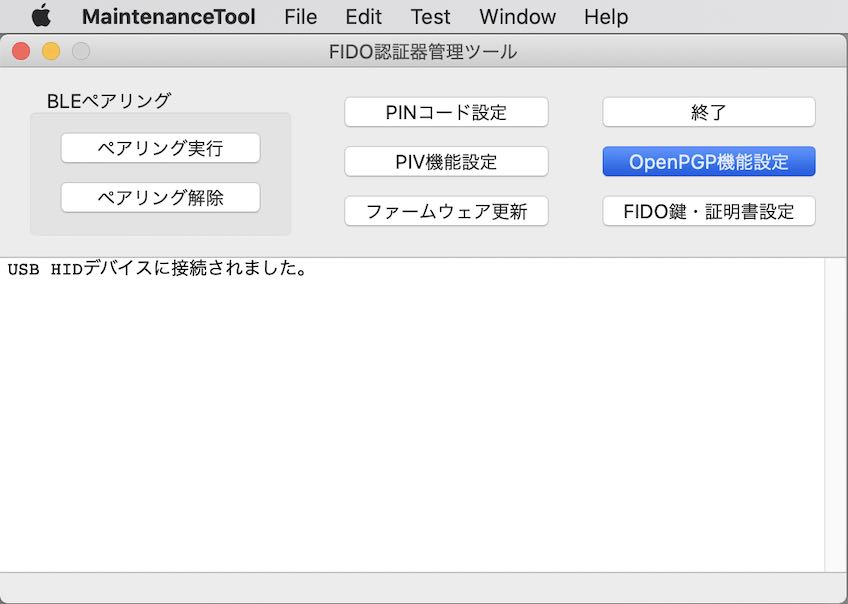 MaintenanceTool File Edit Test Window Help
FIDO認証器管理ツール
BLEペアリング
ペアリング実行
ペアリング解除
PINコード設定
PIV機能設定
ファームウェア更新
終了
OpenPGP機能設定
FIDO鍵・証明書設定
USB HIDデバイスに接続されました。